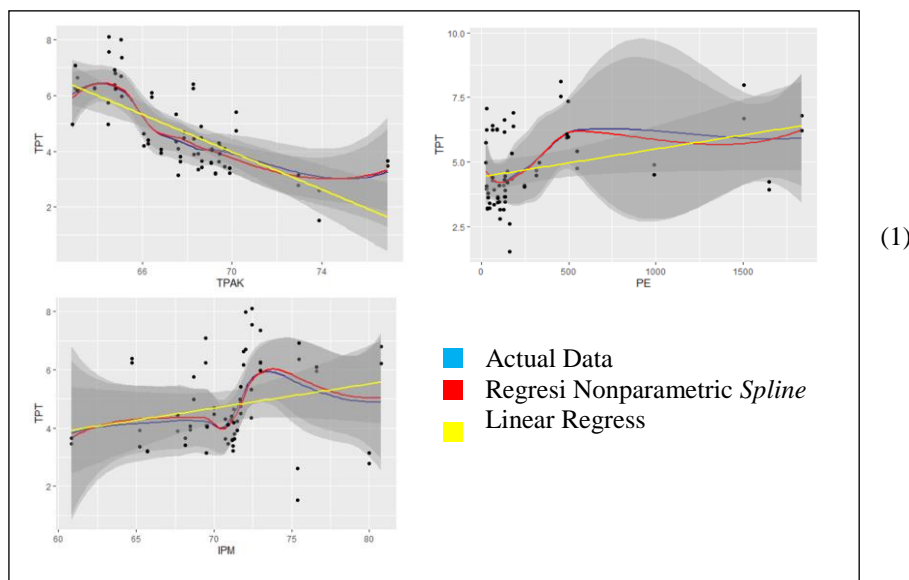 8
6
4
2
TPT
66
70
74
TPAK
10.0
7.5
5.0
2.5
TPT
0
500
1000
1500
PE
(1)
8
6
4
2
TPT
60
65
70
75
80
IPM
Actual Data
Regresi Nonparametric Spline
Linear Regress